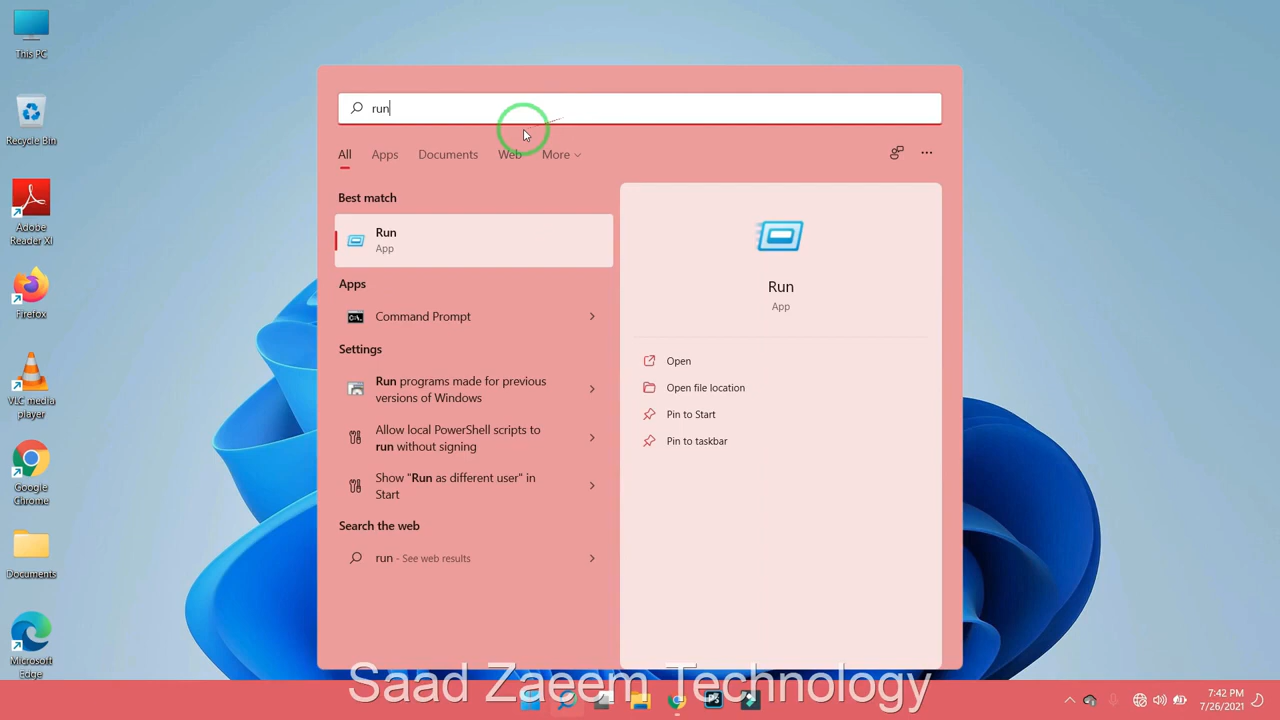 This PC
Recycle Bin
Adobe
Reader XI
Firefox
VLC media
player
Google
Chrome
Documents
Microsoft
Edge
run
All Apps Documents Web More
Best match
Run
App
Apps
Command Prompt
Settings
Run programs made for previous
versions of Windows
Allow local PowerShell scripts to
run without signing
Show "Run as different user" in
Start
Search the web
run - See web results
Run
App
Open
Open file location
Pin to Start
Pin to taskbar
Saad Zaeem Technology
7:42 PM
7/26/2021